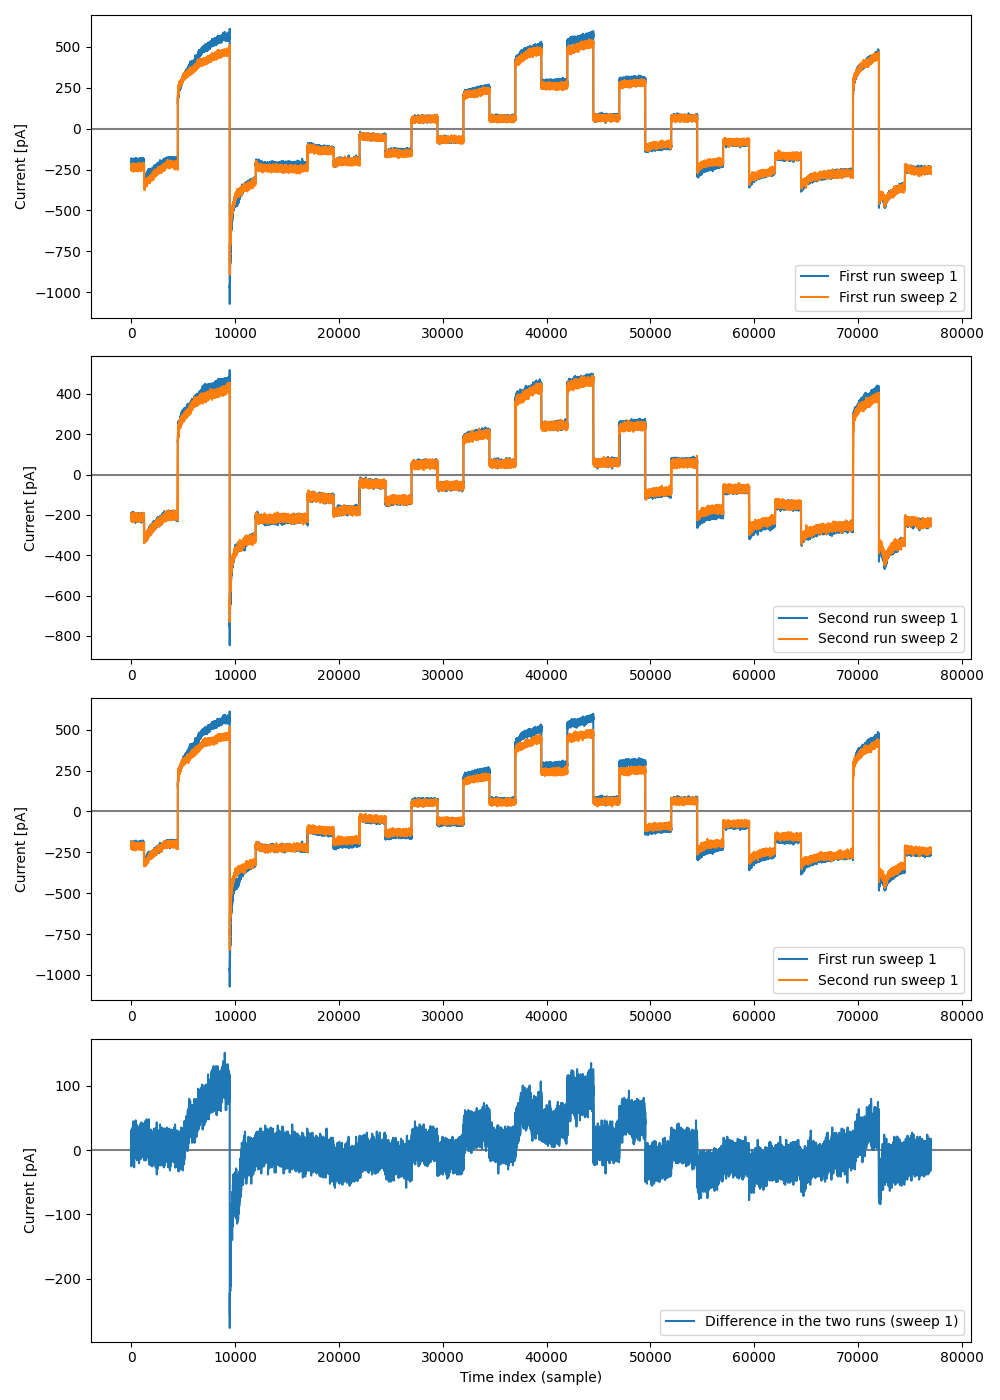 500
250
0
−250
−500
−750
−1000
Current [pA]
First run sweep 1
First run sweep 2
0 10000 20000 30000 40000 50000 60000 70000 80000
400
200
0
−200
−400
−600
−800
Current [pA]
Second run sweep 1
Second run sweep 2
0 10000 20000 30000 40000 50000 60000 70000 80000
500
250
0
−250
−500
−750
−1000
Current [pA]
First run sweep 1
Second run sweep 1
0 10000 20000 30000 40000 50000 60000 70000 80000
100
0
−100
−200
Current [pA]
Difference in the two runs (sweep 1)
0 10000 20000 30000 40000 50000 60000 70000 80000
Time index (sample)